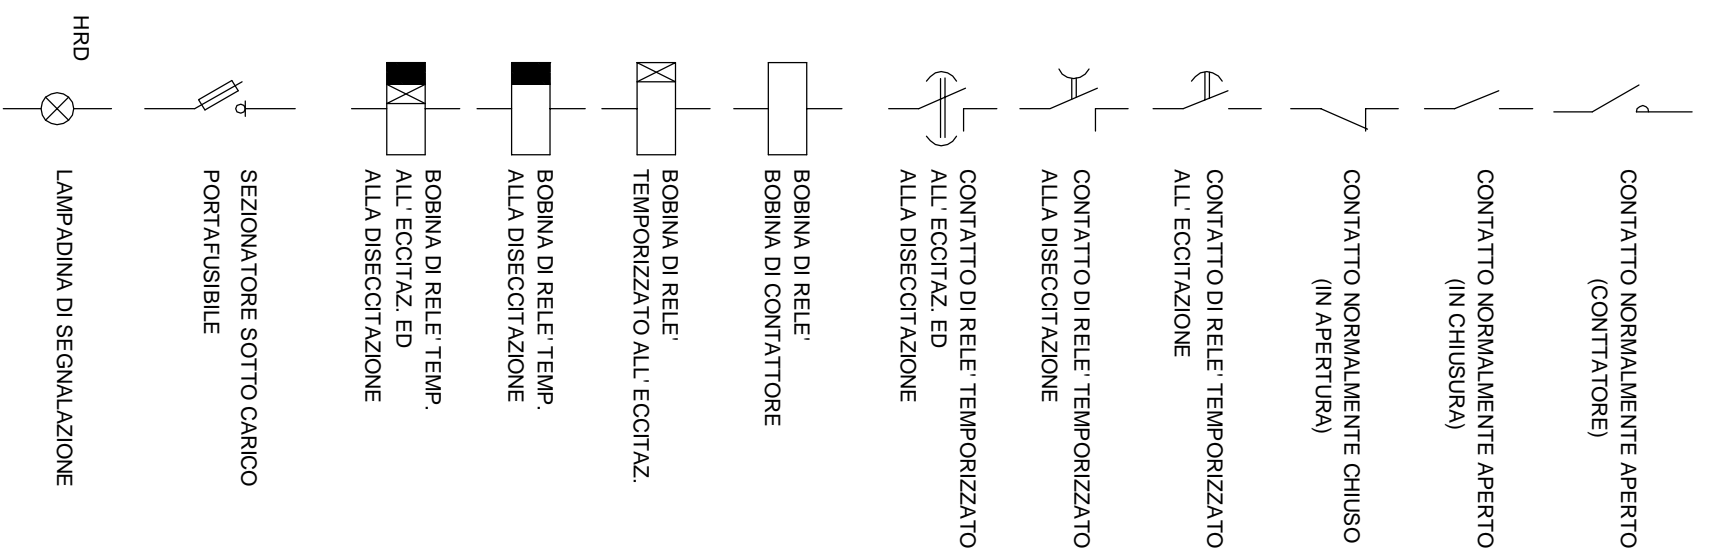 CONTATTO NORMALMENTE APERTO
(CONTTATORE)
CONTATTO NORMALMENTE APERTO
(IN CHIUSURA)
CONTATTO NORMALMENTE CHIUSO
(IN APERTURA)
CONTATTO DI RELE' TEMPORIZZATO
ALL' ECCITAZIONE
CONTATTO DI RELE' TEMPORIZZATO
ALLA DISECCITAZIONE
CONTATTO DI RELE' TEMPORIZZATO
ALL' ECCITAZ. ED
ALLA DISECCITAZIONE
BOBINA DI RELE'
BOBINA DI CONTATTORE
BOBINA DI RELE'
TEMPORIZZATO ALL' ECCITAZ.
BOBINA DI RELE' TEMP.
ALLA DISECCITAZIONE
BOBINA DI RELE' TEMP.
ALL' ECCITAZ. ED
ALLA DISECCITAZIONE
SEZIONATORE SOTTO CARICO
PORTAFUSIBILE
HRD
LAMPADINA DI SEGNALAZIONE